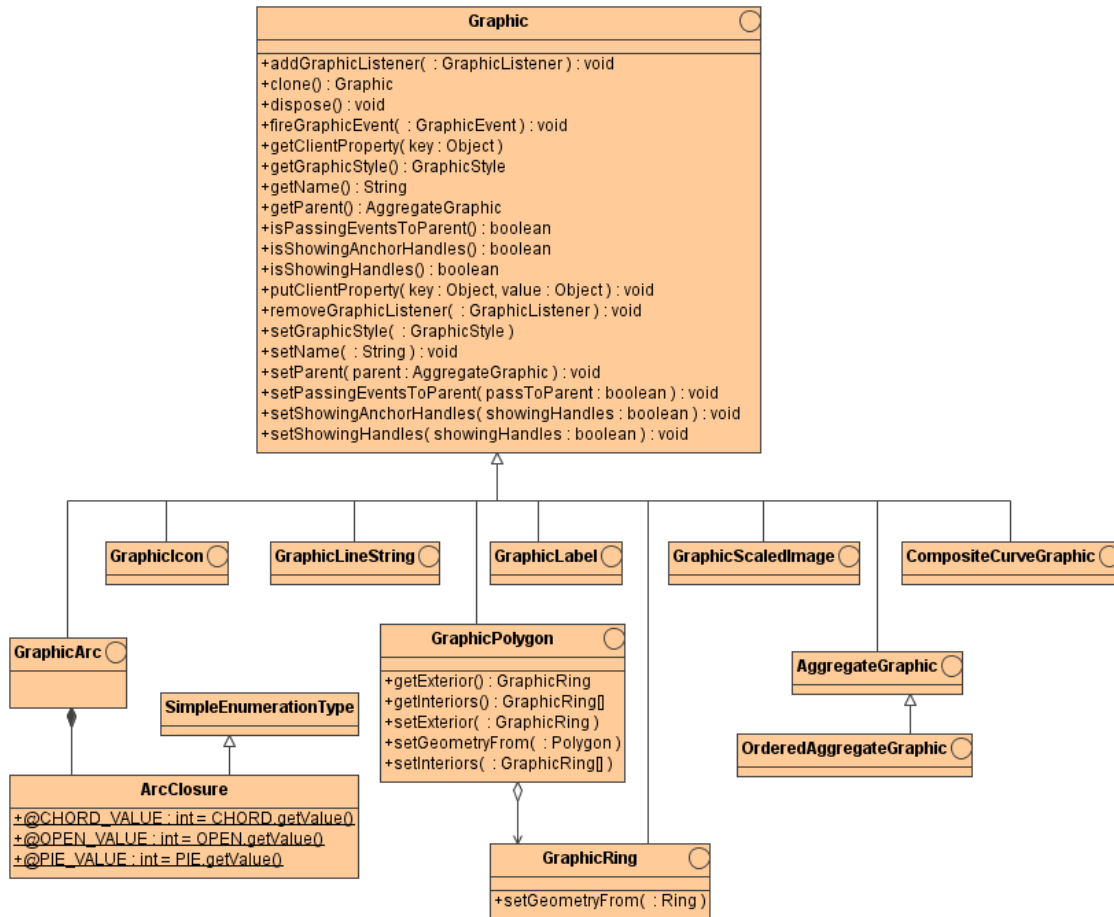 Graphic
+addGraphicListener( : GraphicListener ) : void
+clone() : Graphic
+dispose() : void
+fireGraphicEvent( : GraphicEvent ) : void
+getClientProperty( key : Object )
+getGraphicStyle() : GraphicStyle
+getName() : String
+getParent() : AggregateGraphic
+isPassingEventsToParent() : boolean
+isShowingAnchorHandles() : boolean
+isShowingHandles() : boolean
+putClientProperty( key : Object, value : Object ) : void
+removeGraphicListener( : GraphicListener ) : void
+setGraphicStyle( : GraphicStyle )
+setName( : String ) : void
+setParent( parent : AggregateGraphic ) : void
+setPassingEventsToParent( passToParent : boolean ) : void
+setShowingAnchorHandles( showingHandles : boolean ) : void
+setShowingHandles( showingHandles : boolean ) : void
GraphicIcon
GraphicLineString
GraphicLabel
GraphicScaledImage
CompositeCurveGraphic
GraphicArc
GraphicPolygon
+getExterior() : GraphicRing
+getInteriors() : GraphicRing[]
+setExterior( : GraphicRing )
+setGeometryFrom( : Polygon )
+setInteriors( : GraphicRing[] )
AggregateGraphic
SimpleEnumerationType
OrderedAggregateGraphic
ArcClosure
+@CHORD_VALUE : int = CHORD.getValue()
+@OPEN_VALUE : int = OPEN.getValue()
+@PIE_VALUE : int = PIE.getValue()
GraphicRing
+setGeometryFrom( : Ring )